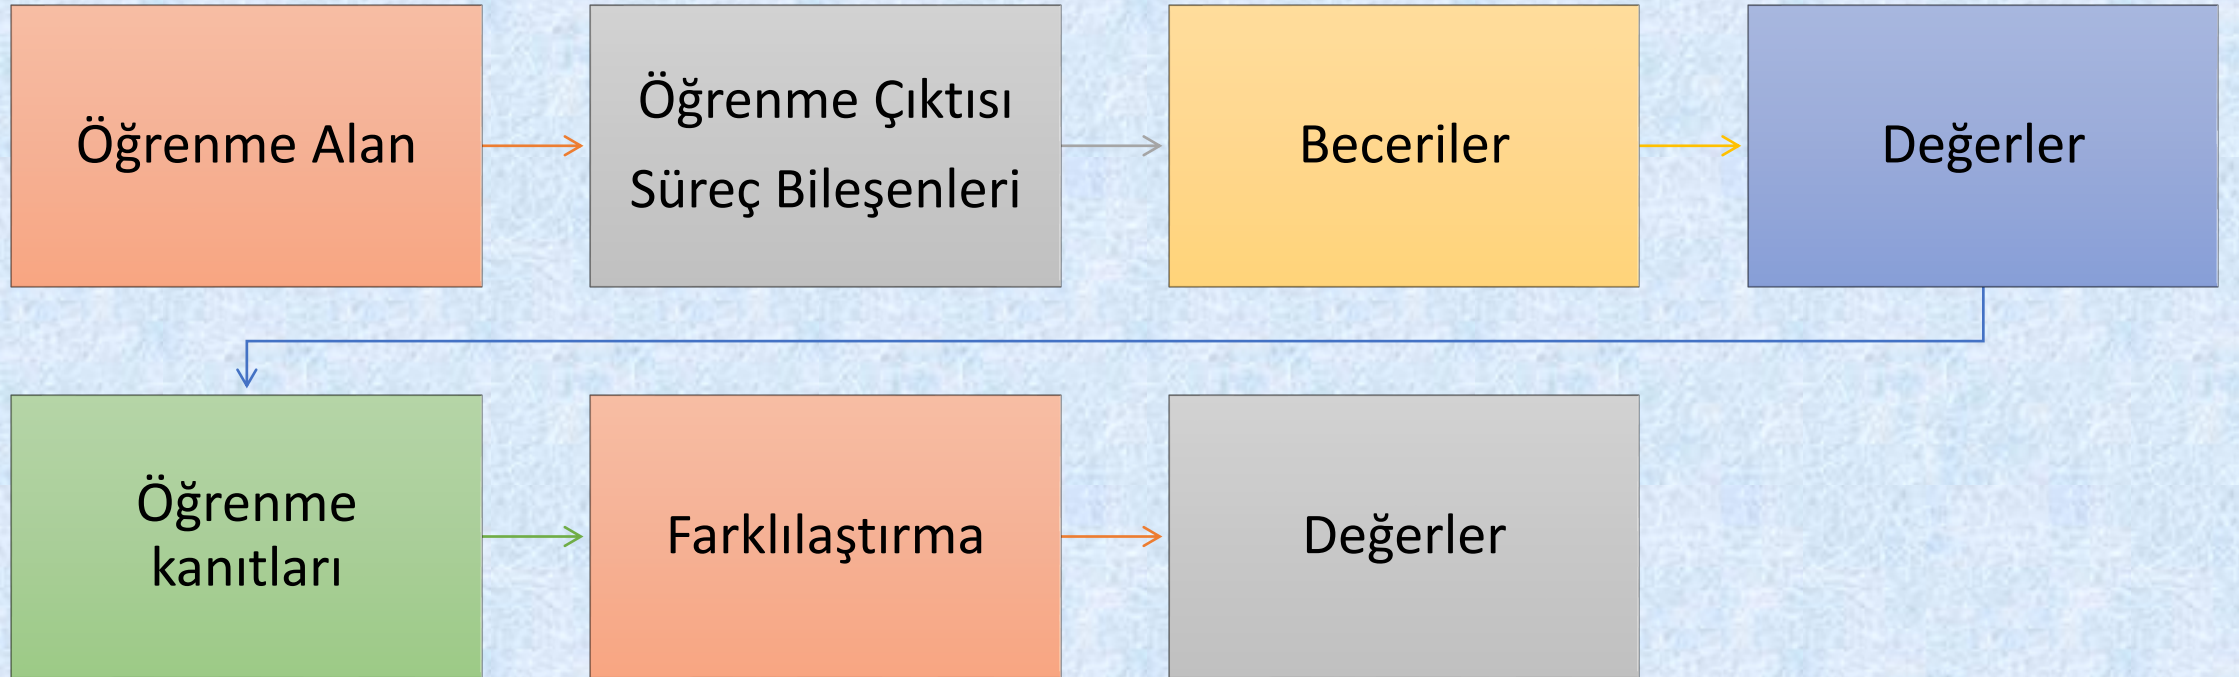 Öğrenme Alan
Öğrenme Çıktısı
Süreç Bileşenleri
Beceriler
Değerler
Öğrenme
kanıtları
Farklılaştırma
Değerler